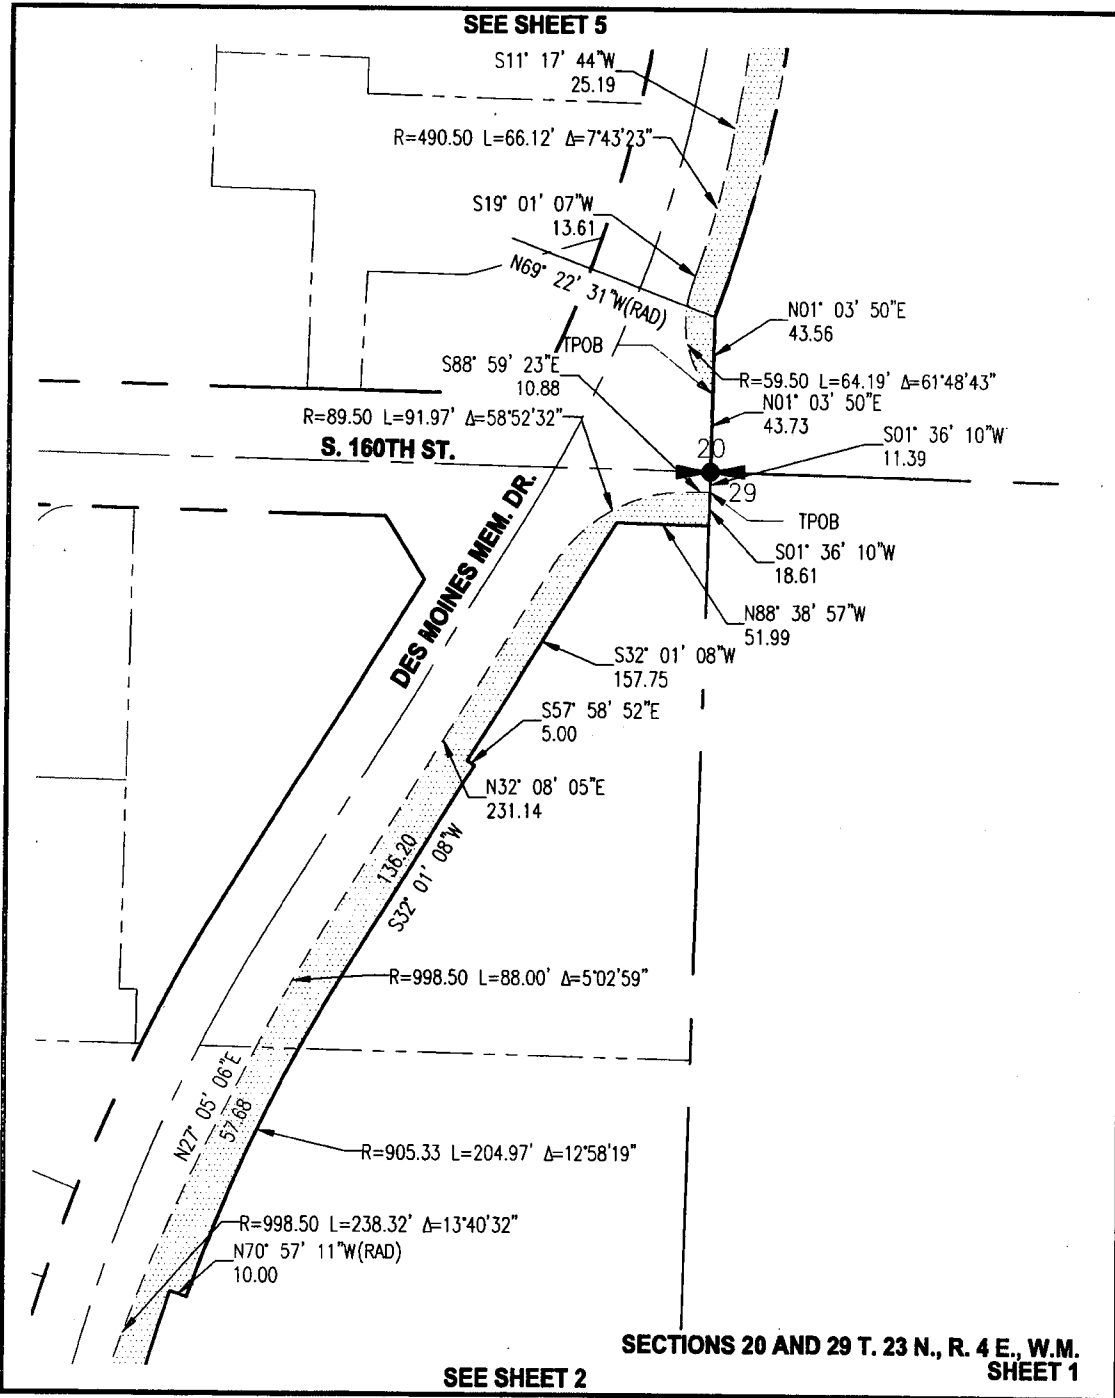 SEE SHEET 5
S11° 17' 44"W
25.19
R=490.50 L=66.12' Δ=7°43'23"
S19° 01' 07"W
13.61
N69° 22' 31"W(RAD)
N01° 03' 50"E
43.56
TPOB
S88° 59' 23"E
10.88
R=59.50 L=64.19' Δ=61°48'43"
N01° 03' 50"E
43.73
R=89.50 L=91.97' Δ=58°52'32"
S. 160TH ST.
S01° 36' 10"W
11.39
20
29
TPOB
DES MOINES MEM. DR.
S01° 36' 10"W
18.61
N88° 38' 57"W
51.99
S32° 01' 08"W
157.75
S57° 58' 52"E
5.00
N32° 08' 05"E
231.14
136.20
S32° 01' 08"W
R=998.50 L=88.00' Δ=5°02'59"
N27° 05' 06"E
57.68
R=905.33 L=204.97' Δ=12°58'19"
R=998.50 L=238.32' Δ=13°40'32"
N70° 57' 11"W(RAD)
10.00
SECTIONS 20 AND 29 T. 23 N., R. 4 E., W.M.
SHEET 1
SEE SHEET 2